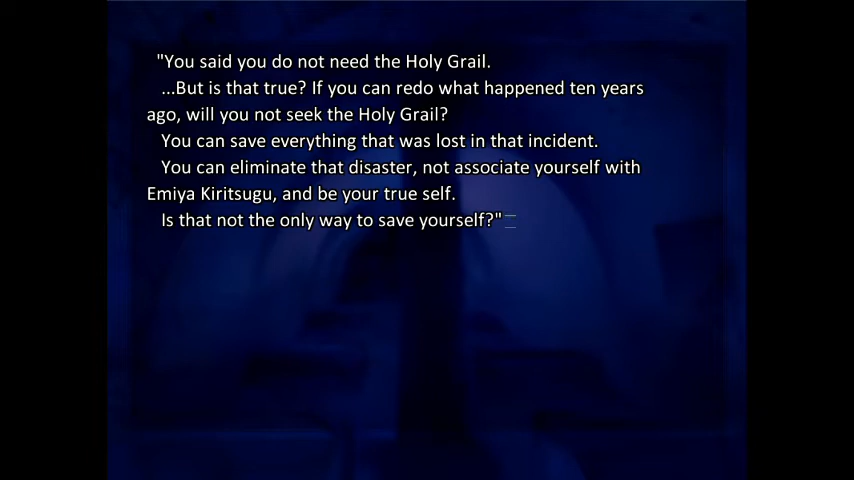 "You said you do not need the Holy Grail.
...But is that true? If you can redo what happened ten years
ago, will you not seek the Holy Grail?
You can save everything that was lost in that incident.
You can eliminate that disaster, not associate yourself with
Emiya Kiritsugu, and be your true self.
Is that not the only way to save yourself?"